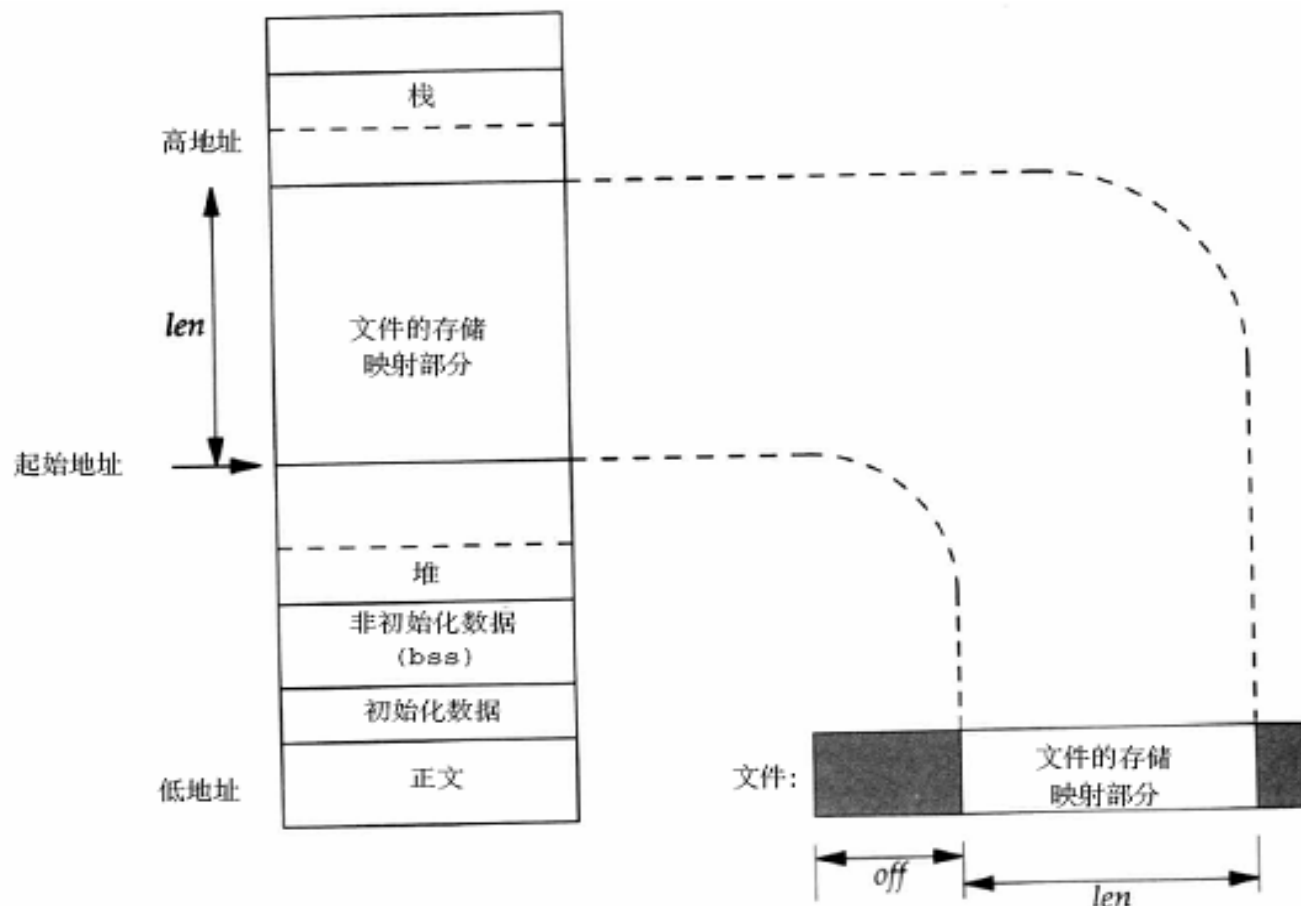 栈
高地址
len
文件的存储
映射部分
起始地址
堆
非初始化数据
(bss)
初始化数据
低地址
正文
文件:
文件的存储
映射部分
off
len